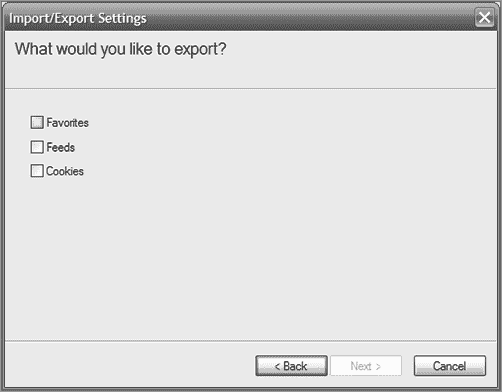 Import/Export Settings
What would you like to export?
Favorites
Feeds
Cookies
< Back
Next >
Cancel